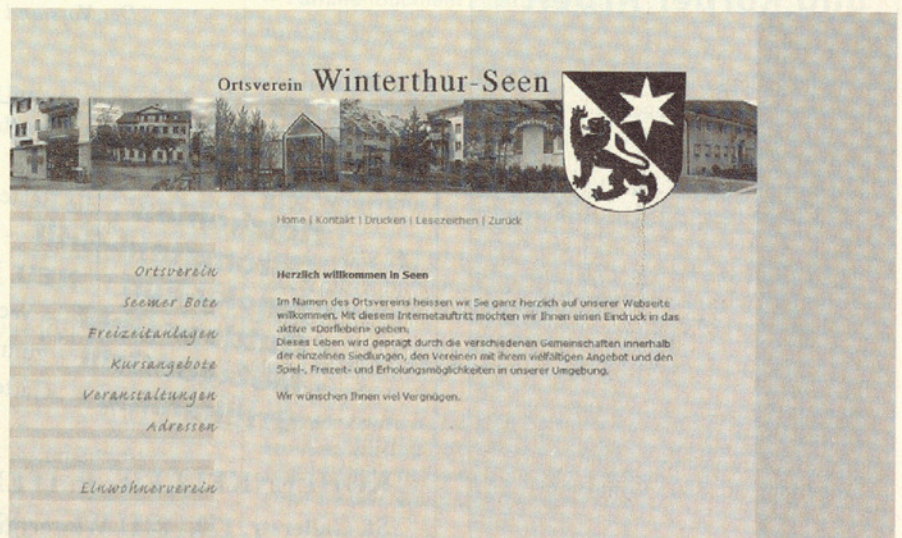 Ortsverein Winterthur-Seen
Home | Kontakt | Drucken | Lesezeichen | Zurück
Ortsverein
Seemer Bote
Freizeitanlagen
Kursangebote
Veranstaltungen
Adressen
Einwohnerverein
Herzlich willkommen in Seen
Im Namen des Ortsvereins heissen wir Sie ganz herzlich auf unserer Webseite
willkommen. Mit diesem Internetauftritt möchten wir Ihnen einen Eindruck in das
aktive «Dorfleben» geben.
Dieses Leben wird geprägt durch die verschiedenen Gemeinschaften innerhalb
der einzelnen Siedlungen, den Vereinen mit ihrem vielfältigen Angebot und den
Spiel-, Freizeit- und Erholungsmöglichkeiten in unserer Umgebung.
Wir wünschen Ihnen viel Vergnügen.